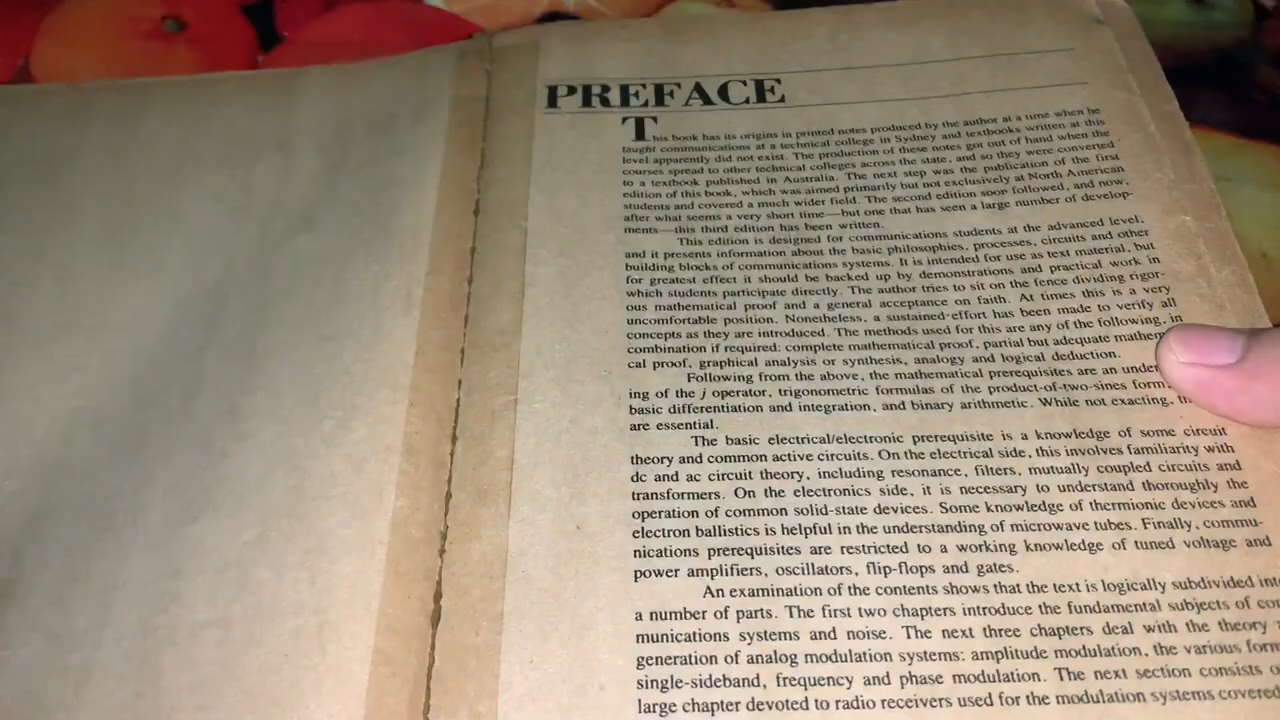 PREFACE
This book has its origins in printed notes produced by the author at a time when he
taught communications at a technical college in Sydney and textbooks written at this
level apparently did not exist. The production of these notes got out of hand when the
courses spread to other technical colleges across the state, and so they were converted
to a textbook published in Australia. The next step was the publication of the first
edition of this book, which was aimed primarily but not exclusively at North American
students and covered a much wider field. The second edition soon followed, and now,
after what seems a very short time—but one that has seen a large number of develop-
ments—this third edition has been written.
This edition is designed for communications students at the advanced level,
and it presents information about the basic philosophies, processes, circuits and other
building blocks of communications systems. It is intended for use as text material, but
for greatest effect it should be backed up by demonstrations and practical work in
which students participate directly. The author tries to sit on the fence dividing rigor-
ous mathematical proof and a general acceptance on faith. At times this is a very
uncomfortable position. Nonetheless, a sustained effort has been made to verify all
concepts as they are introduced. The methods used for this are any of the following, in
combination if required: complete mathematical proof, partial but adequate mathem
cal proof, graphical analysis or synthesis, analogy and logical deduction.
Following from the above, the mathematical prerequisites are an under
ing of the j operator, trigonometric formulas of the product-of-two-sines form,
basic differentiation and integration, and binary arithmetic. While not exacting, th
are essential.
The basic electrical/electronic prerequisite is a knowledge of some circuit
theory and common active circuits. On the electrical side, this involves familiarity with
dc and ac circuit theory, including resonance, filters, mutually coupled circuits and
transformers. On the electronics side, it is necessary to understand thoroughly the
operation of common solid-state devices. Some knowledge of thermionic devices and
electron ballistics is helpful in the understanding of microwave tubes. Finally, commu-
nications prerequisites are restricted to a working knowledge of tuned voltage and
power amplifiers, oscillators, flip-flops and gates.
An examination of the contents shows that the text is logically subdivided int
a number of parts. The first two chapters introduce the fundamental subjects of co
munications systems and noise. The next three chapters deal with the theory
generation of analog modulation systems: amplitude modulation, the various form
single-sideband, frequency and phase modulation. The next section consists o
large chapter devoted to radio receivers used for the modulation systems covered